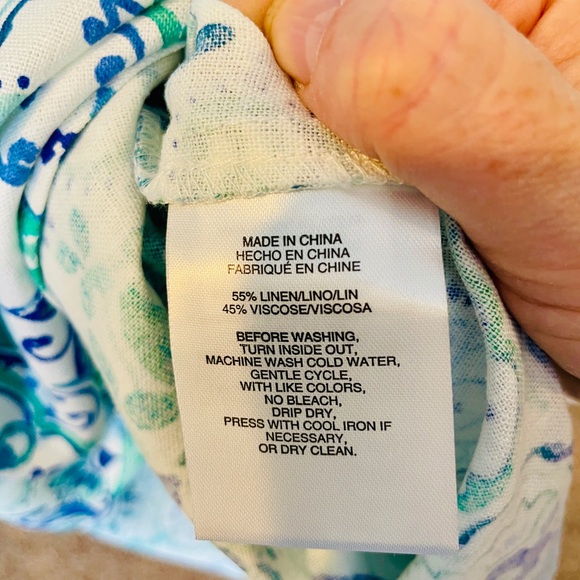 MADE IN CHINA
HECHO EN CHINA
FABRIQUÉ EN CHINE
55% LINEN/LINO/LIN
45% VISCOSE/VISCOSA
BEFORE WASHING,
TURN INSIDE OUT,
MACHINE WASH COLD WATER,
GENTLE CYCLE,
WITH LIKE COLORS,
NO BLEACH,
DRIP DRY,
PRESS WITH COOL IRON IF
NECESSARY,
OR DRY CLEAN.